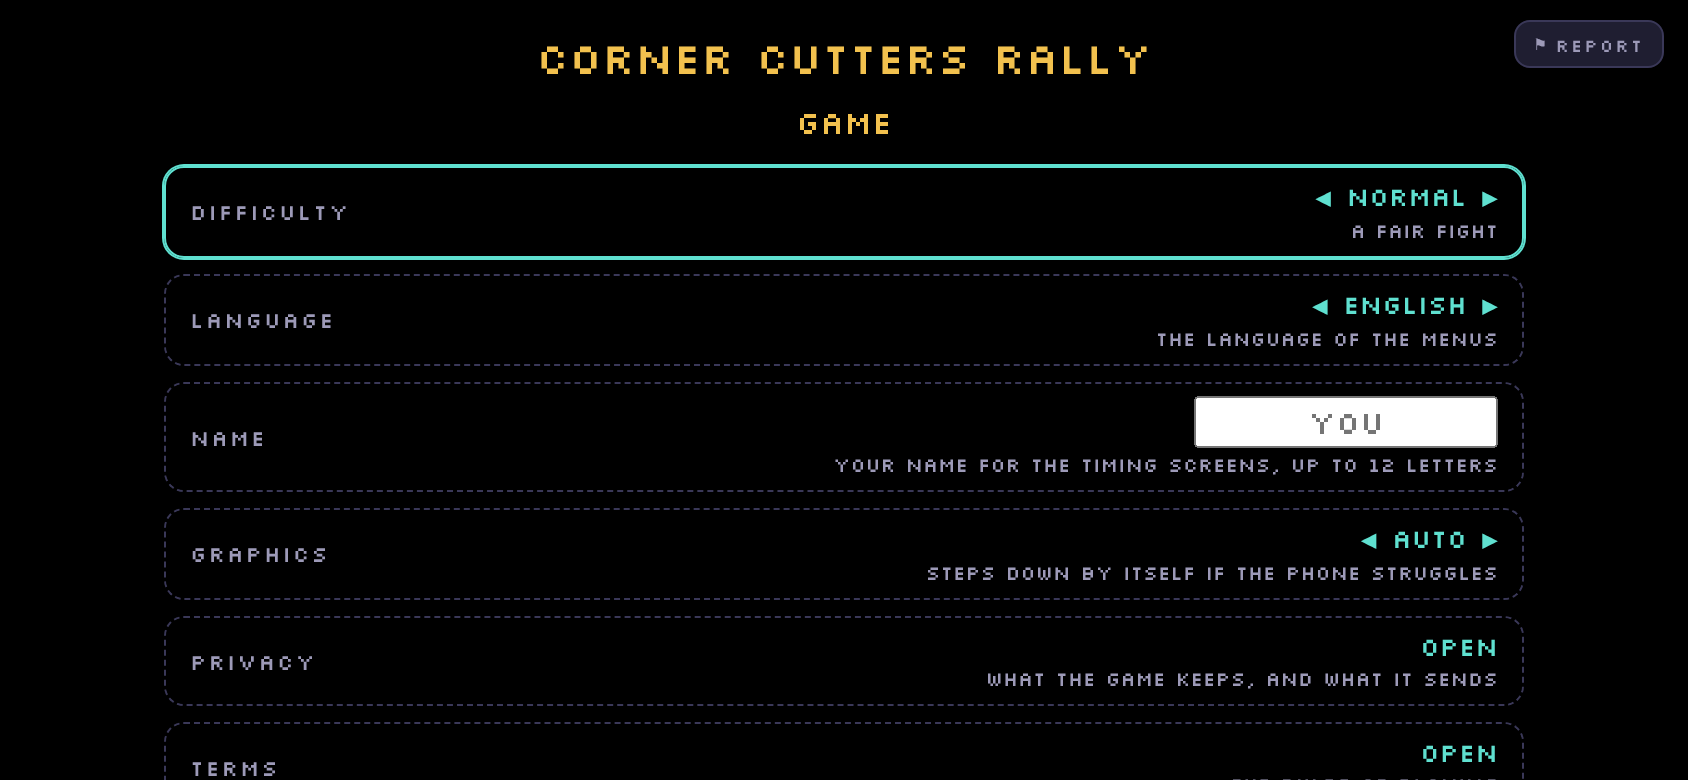 CORNER CUTTERS RALLY
⚑ REPORT
GAME
DIFFICULTY
◀ NORMAL ▶
A FAIR FIGHT
LANGUAGE
◀ ENGLISH ▶
THE LANGUAGE OF THE MENUS
NAME
YOU
YOUR NAME FOR THE TIMING SCREENS, UP TO 12 LETTERS
GRAPHICS
◀ AUTO ▶
STEPS DOWN BY ITSELF IF THE PHONE STRUGGLES
PRIVACY
OPEN
WHAT THE GAME KEEPS, AND WHAT IT SENDS
TERMS
OPEN